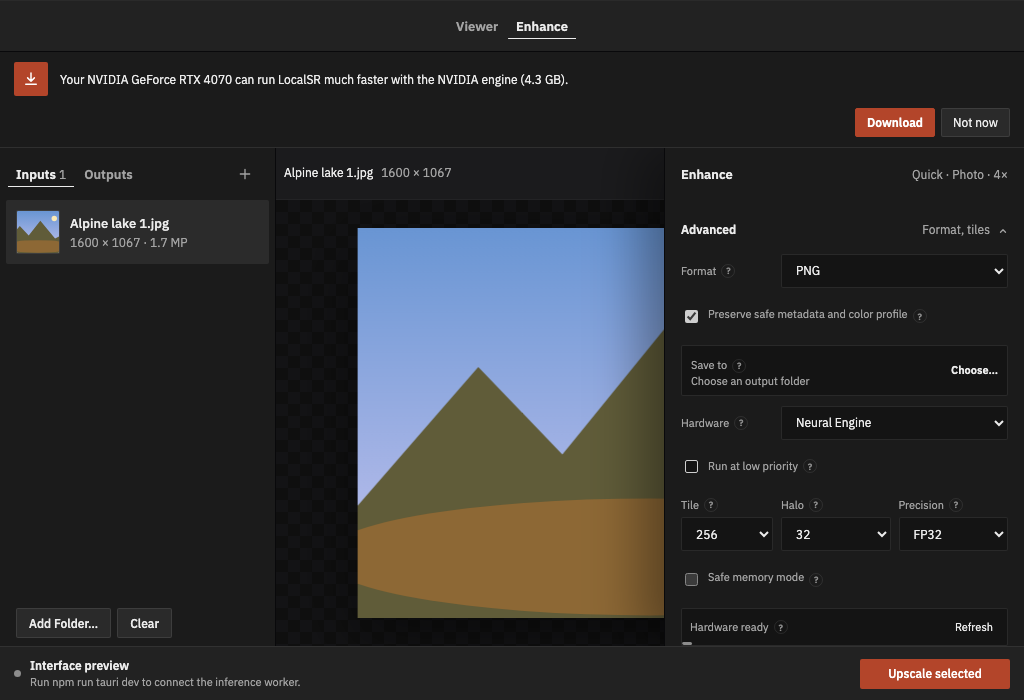 Viewer Enhance
Your NVIDIA GeForce RTX 4070 can run LocalSR much faster with the NVIDIA engine (4.3 GB).
Download Not now
Inputs 1 Outputs +
Alpine lake 1.jpg
1600 × 1067 · 1.7 MP
Add Folder... Clear
Alpine lake 1.jpg 1600 × 1067
Enhance Quick · Photo · 4×
Advanced Format, tiles
Format ? PNG
Preserve safe metadata and color profile ?
Save to ?
Choose an output folder
Choose...
Hardware ? Neural Engine
Run at low priority ?
Tile ? Halo ? Precision ?
256 32 FP32
Safe memory mode ?
Hardware ready ? Refresh
Interface preview
Run npm run tauri dev to connect the inference worker.
Upscale selected